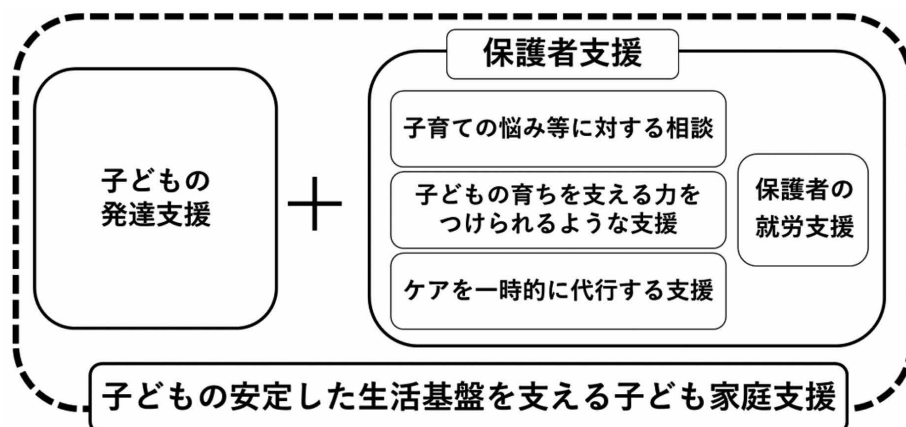 保護者支援
子どもの
発達支援
＋
子育ての悩み等に対する相談
子どもの育ちを支える力を
つけられるような支援
ケアを一時的に代行する支援
保護者の
就労支援
子どもの安定した生活基盤を支える子ども家庭支援